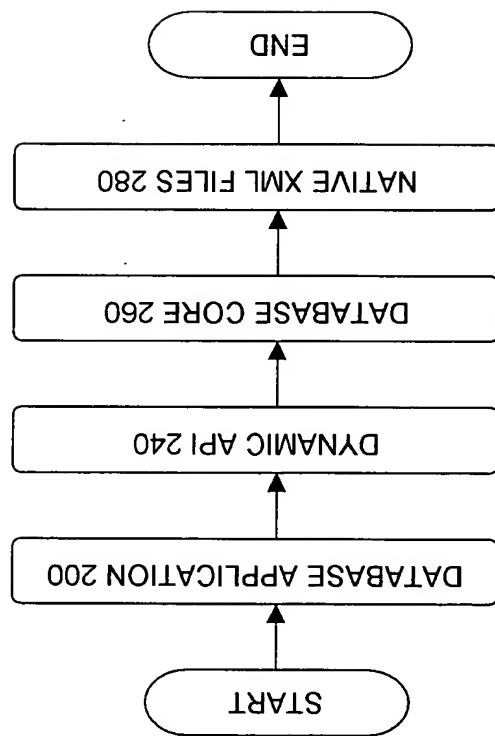 START
DATABASE APPLICATION 200
DYNAMIC API 240
DATABASE CORE 260
NATIVE XML FILES 280
END